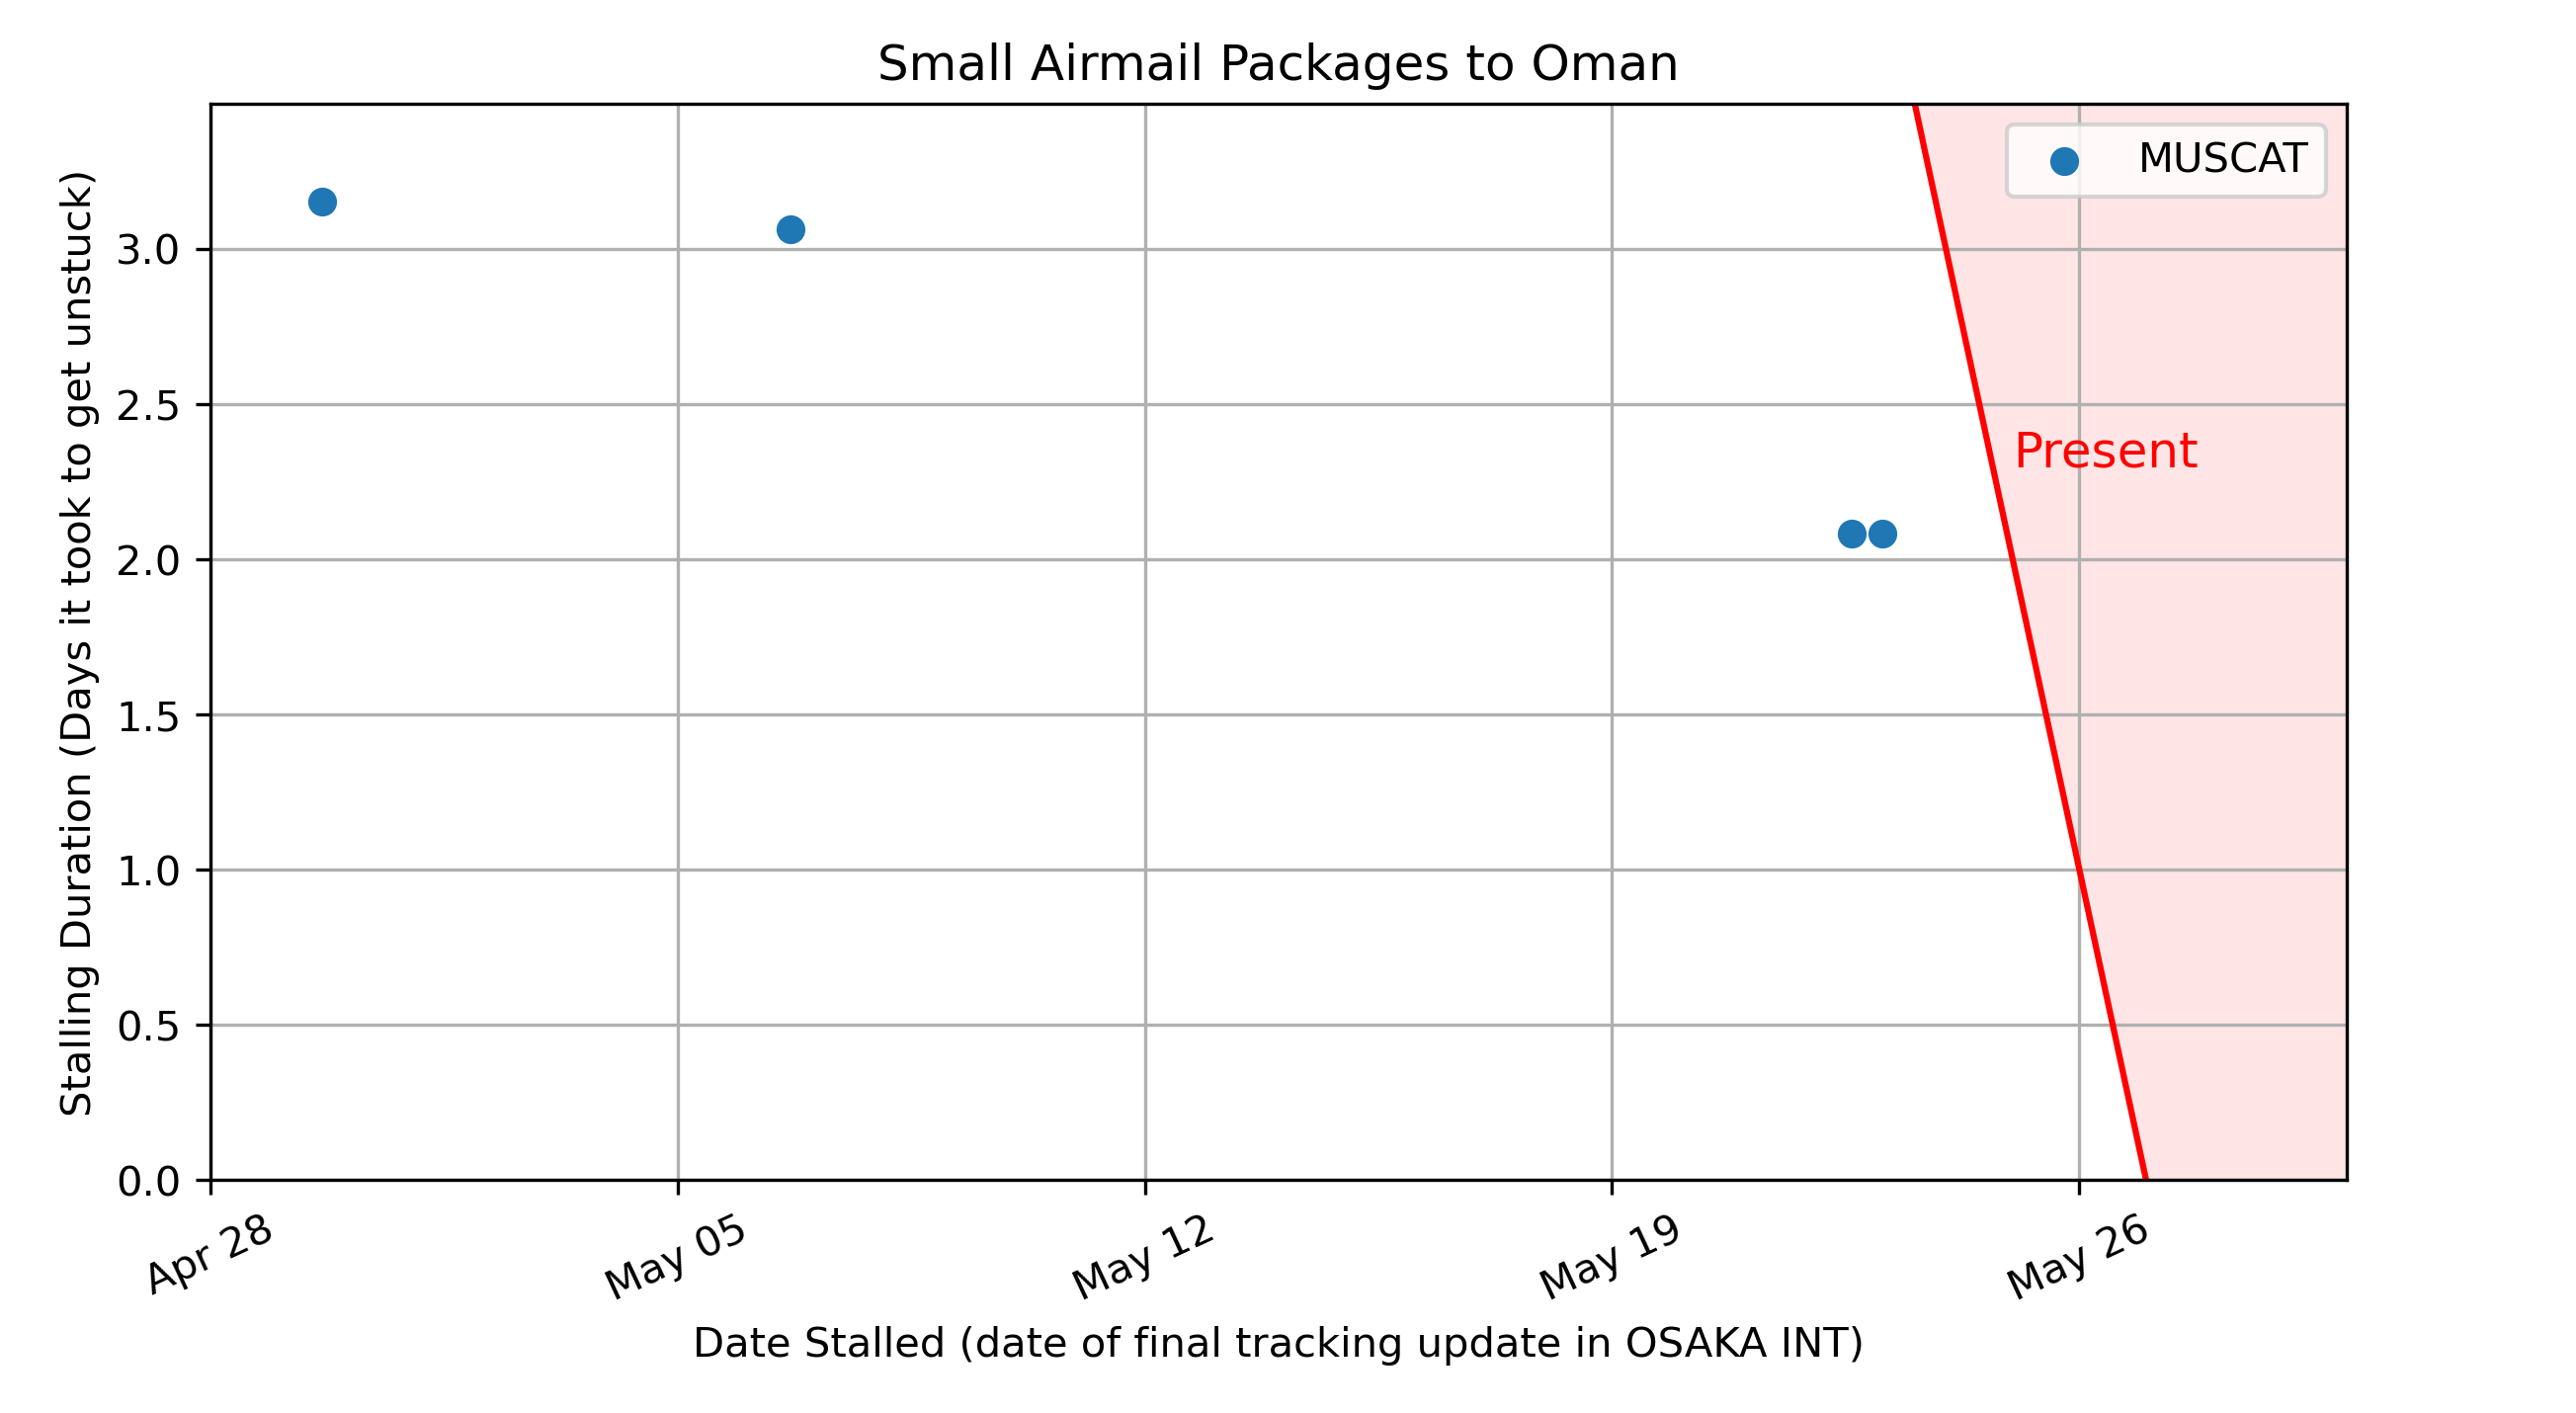 Small Airmail Packages to Oman
MUSCAT
Present
Stalling Duration (Days it took to get unstuck)
3.0
2.5
2.0
1.5
1.0
0.5
0.0
Apr 28
May 05
May 12
May 19
May 26
Date Stalled (date of final tracking update in OSAKA INT)